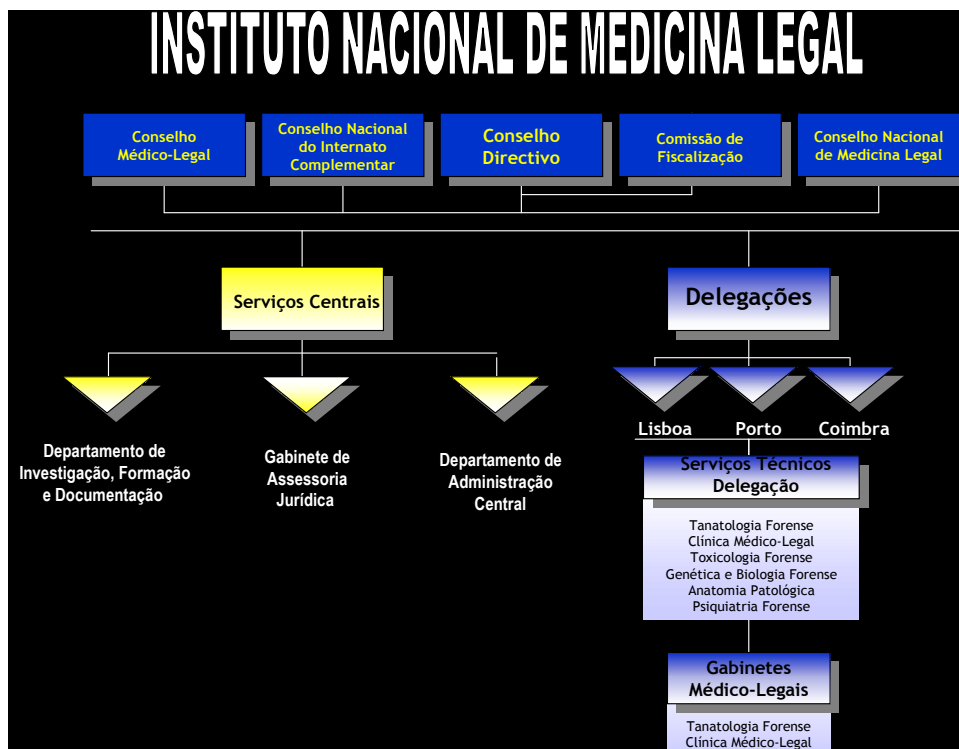 INSTITUTO NACIONAL DE MEDICINA LEGAL
Conselho
Médico-Legal
Conselho Nacional
do Internato
Complementar
Conselho
Directivo
Comissão de
Fiscalização
Conselho Nacional
de Medicina Legal
Serviços Centrais
Delegações
Departamento de
Investigação, Formação
e Documentação
Gabinete de
Assessoria
Jurídica
Departamento de
Administração
Central
Lisboa
Porto
Coimbra
Serviços Técnicos
Delegação
Tanatologia Forense
Clínica Médico-Legal
Toxicologia Forense
Genética e Biologia Forense
Anatomia Patológica
Psiquiatria Forense
Gabinetes
Médico-Legais
Tanatologia Forense
Clínica Médico-Legal